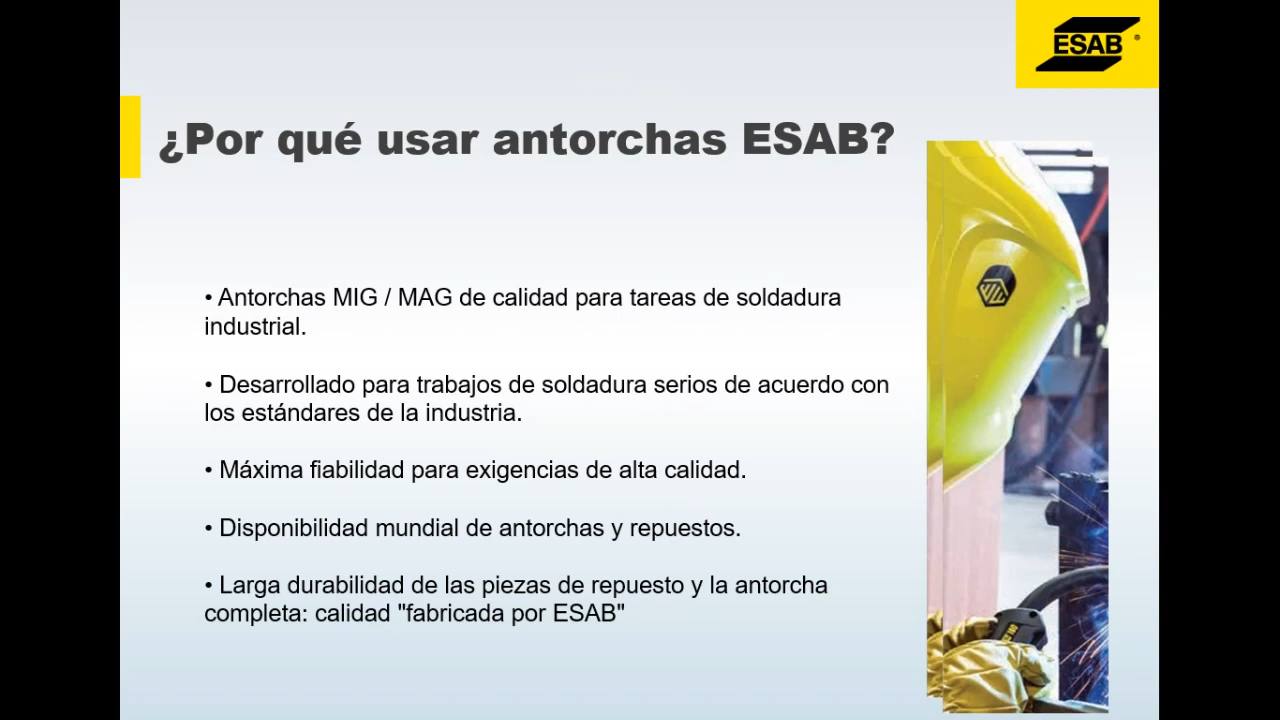 ESAB
¿Por qué usar antorchas ESAB?
• Antorchas MIG / MAG de calidad para tareas de soldadura
industrial.
• Desarrollado para trabajos de soldadura serios de acuerdo con
los estándares de la industria.
• Máxima fiabilidad para exigencias de alta calidad.
• Disponibilidad mundial de antorchas y repuestos.
• Larga durabilidad de las piezas de repuesto y la antorcha
completa: calidad "fabricada por ESAB"